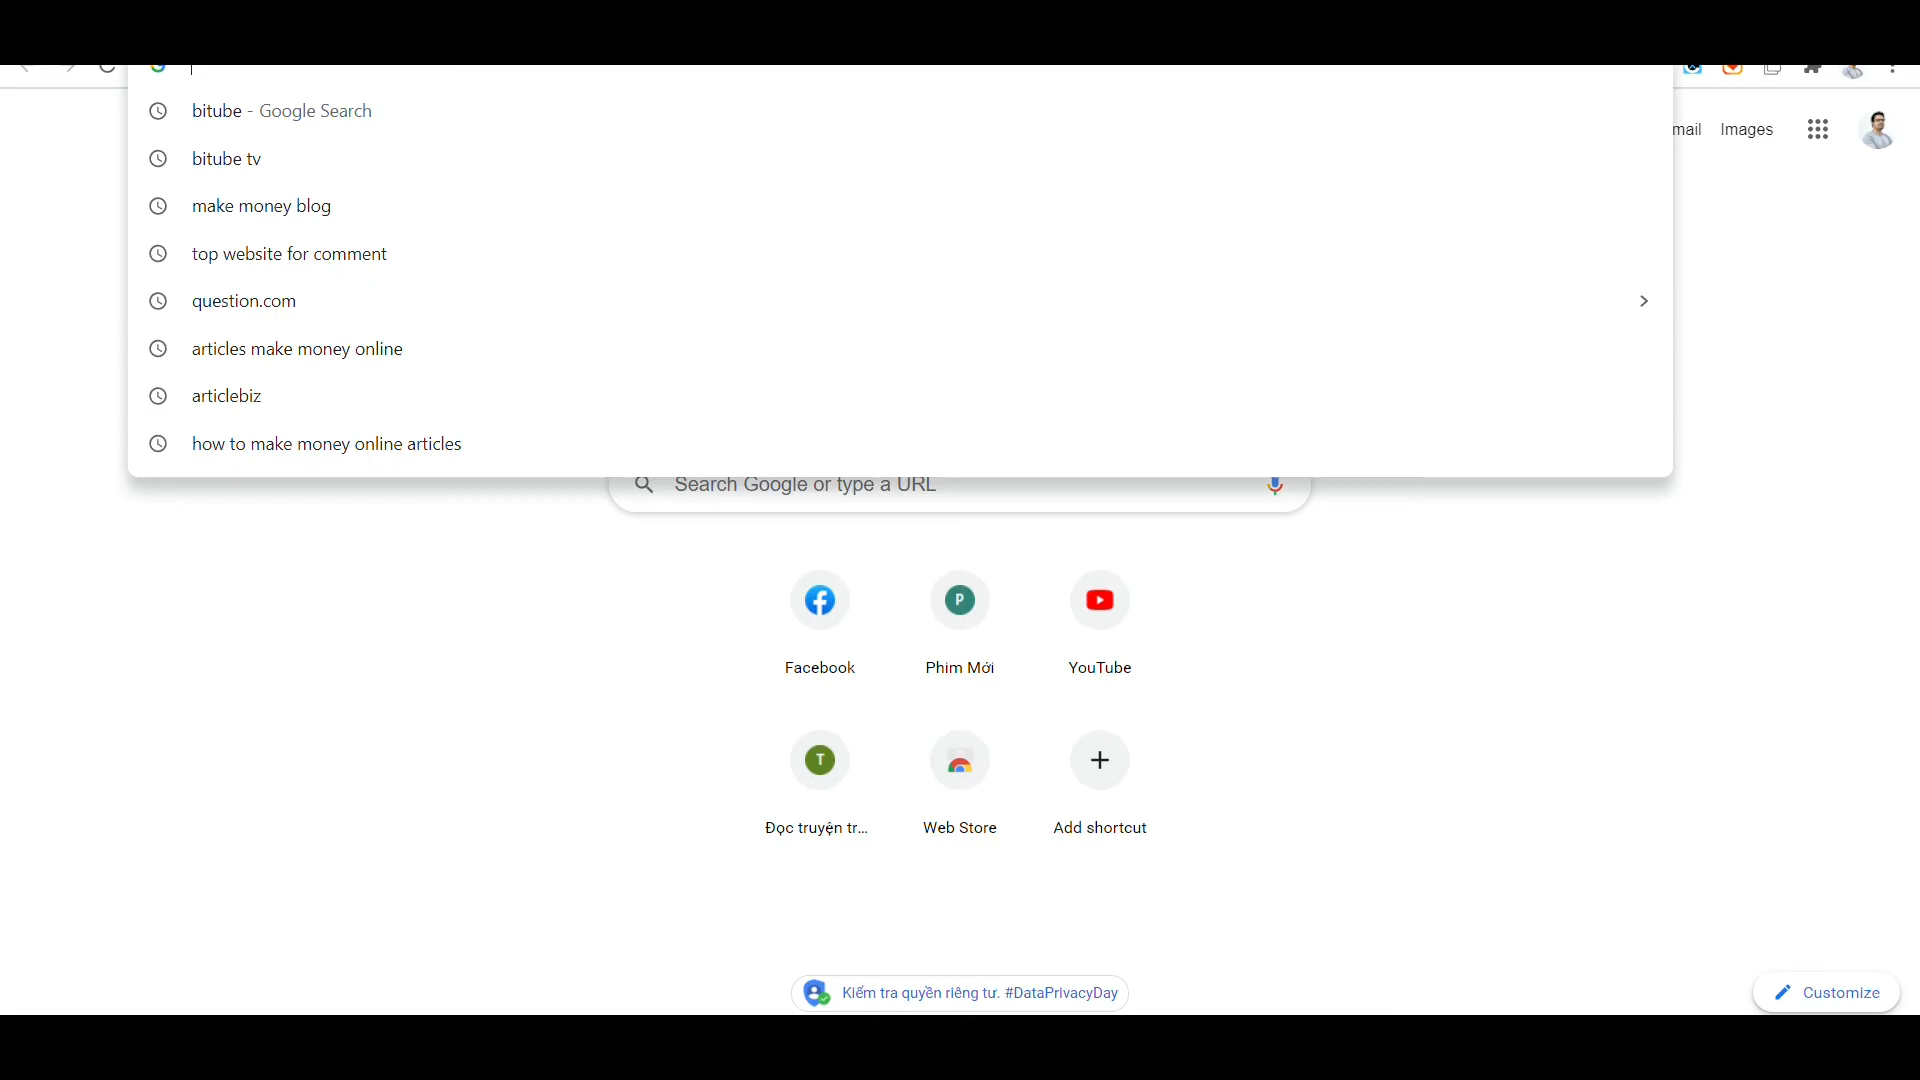 bitube - Google Search
mail Images
bitube tv
make money blog
top website for comment
question.com
articles make money online
articlebiz
how to make money online articles
Search Google or type a URL
Facebook
P
Phim Mới
YouTube
T
Đọc truyện tr...
Web Store
Add shortcut
Kiểm tra quyền riêng tư. #DataPrivacyDay
Customize